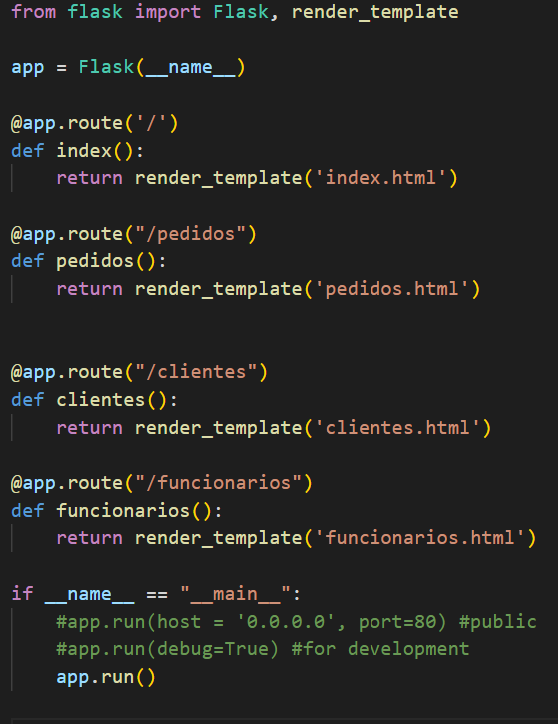 from flask import Flask, render_template
app = Flask(__name__)
@app.route('/')
def index():
    return render_template('index.html')
@app.route("/pedidos")
def pedidos():
    return render_template('pedidos.html')
@app.route("/clientes")
def clientes():
    return render_template('clientes.html')
@app.route("/funcionarios")
def funcionarios():
    return render_template('funcionarios.html')
if __name__ == "__main__":
    #app.run(host = '0.0.0.0', port=80) #public
    #app.run(debug=True) #for development
    app.run()